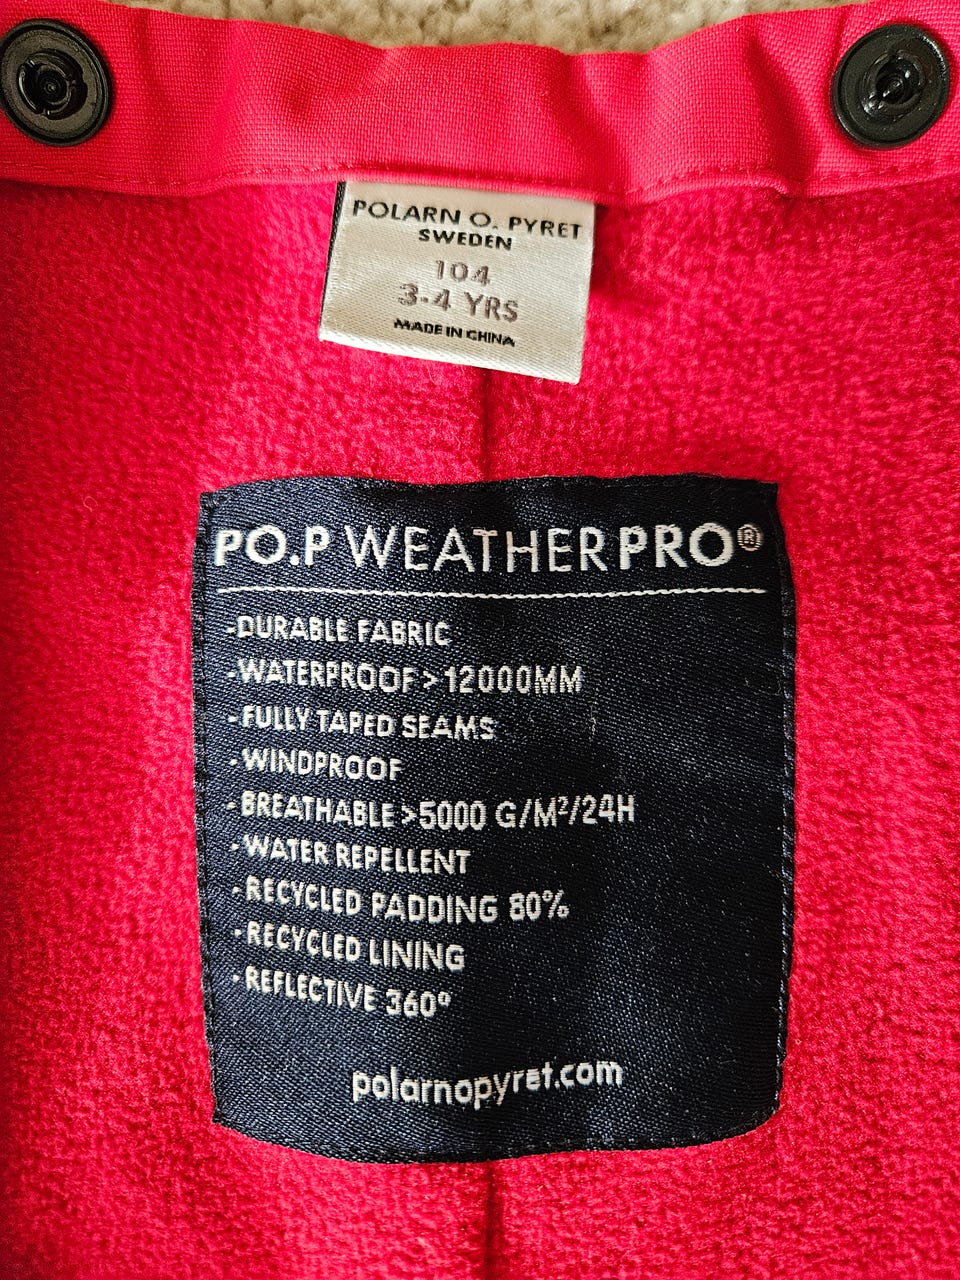 POLARN O. PYRET
SWEDEN
104
3-4 YRS
MADE IN CHINA
PO.P WEATHERPRO®
-DURABLE FABRIC
-WATERPROOF >12000MM
-FULLY TAPED SEAMS
-WINDPROOF
-BREATHABLE >5000 G/M²/24H
-WATER REPELLENT
-RECYCLED PADDING 80%
-RECYCLED LINING
-REFLECTIVE 360°
polarnopyret.com